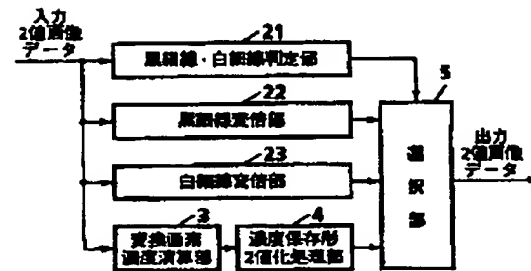 入力
2値画像
データ
21
黒細線・白細線判定部
22
黒細線変倍部
23
白細線変倍部
3
変換画素
濃度演算部
4
濃度保存形
2値化処理部
5
選択部
出力
2値画像
データ